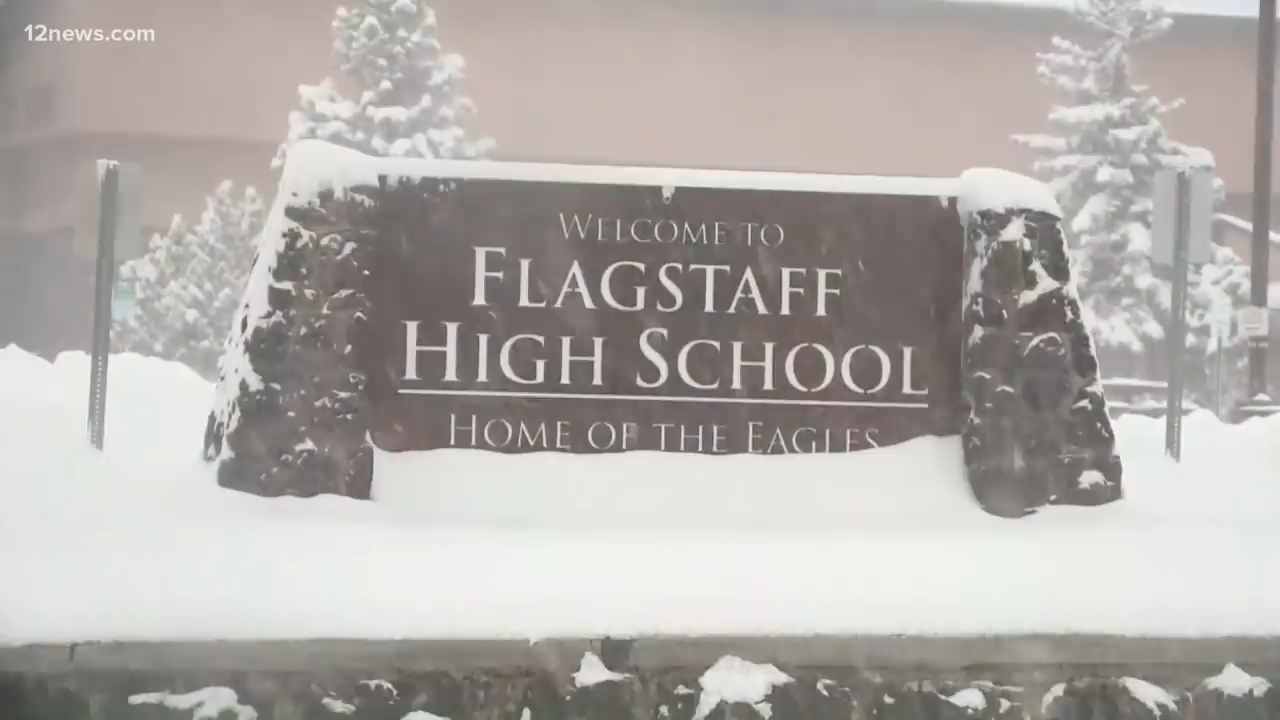 12news.com
WELCOME TO
FLAGSTAFF
HIGH SCHOOL
HOME OF THE EAGLES